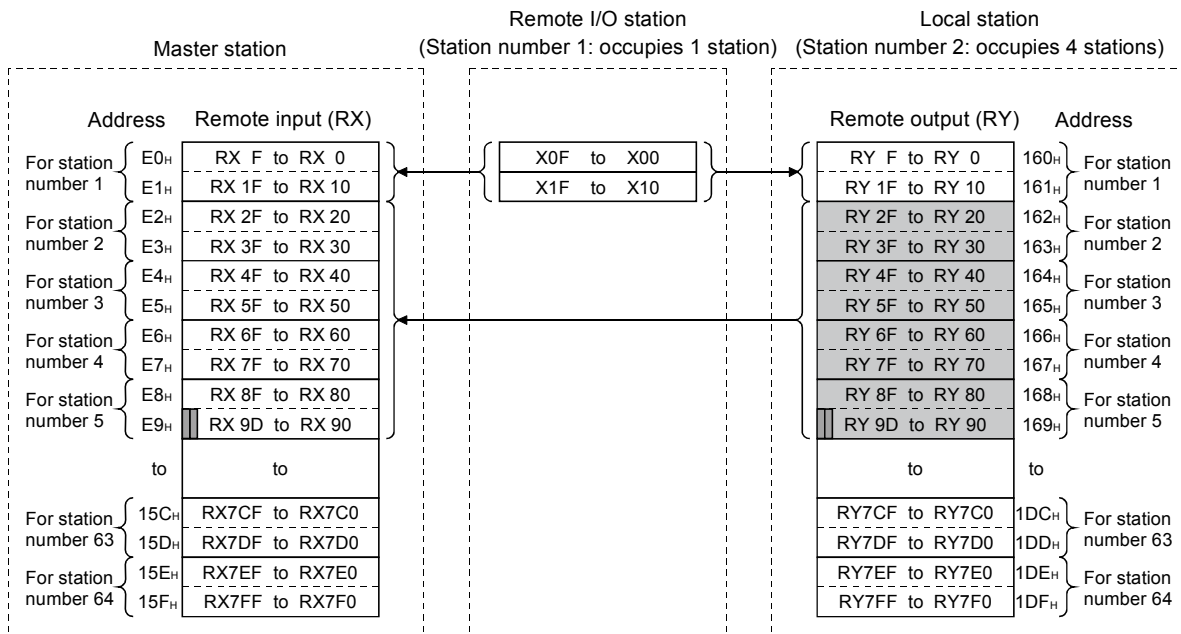 Remote I/O station
(Station number 1: occupies 1 station)
Local station
(Station number 2: occupies 4 stations)
Master station
Address
Remote input (RX)
For station number 1
E0H RX F to RX 0
E1H RX 1F to RX 10
For station number 2
E2H RX 2F to RX 20
E3H RX 3F to RX 30
For station number 3
E4H RX 4F to RX 40
E5H RX 5F to RX 50
For station number 4
E6H RX 6F to RX 60
E7H RX 7F to RX 70
For station number 5
E8H RX 8F to RX 80
E9H RX 9D to RX 90
to to
For station number 63
15CH RX7CF to RX7C0
15DH RX7DF to RX7D0
For station number 64
15EH RX7EF to RX7E0
15FH RX7FF to RX7F0
X0F to X00
X1F to X10
Remote output (RY)
Address
RY F to RY 0 160H
RY 1F to RY 10 161H
For station number 1
RY 2F to RY 20 162H
RY 3F to RY 30 163H
For station number 2
RY 4F to RY 40 164H
RY 5F to RY 50 165H
For station number 3
RY 6F to RY 60 166H
RY 7F to RY 70 167H
For station number 4
RY 8F to RY 80 168H
RY 9D to RY 90 169H
For station number 5
to to
RY7CF to RY7C0 1DCH
RY7DF to RY7D0 1DDH
For station number 63
RY7EF to RY7E0 1DEH
RY7FF to RY7F0 1DFH
For station number 64